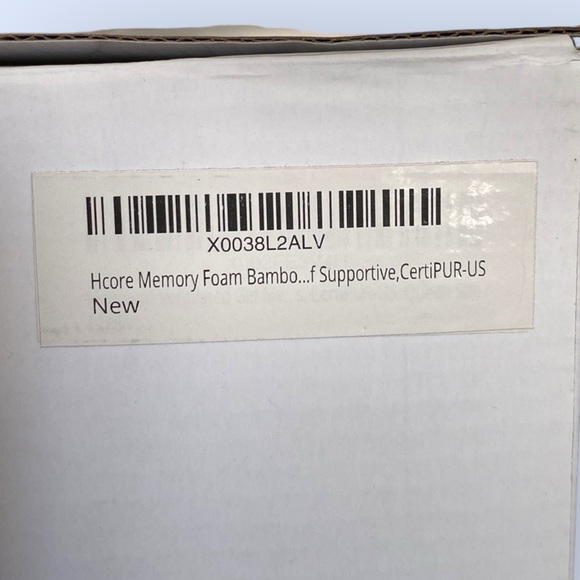 X0038L2ALV
Hcore Memory Foam Bambo...f Supportive,CertiPUR-US
New